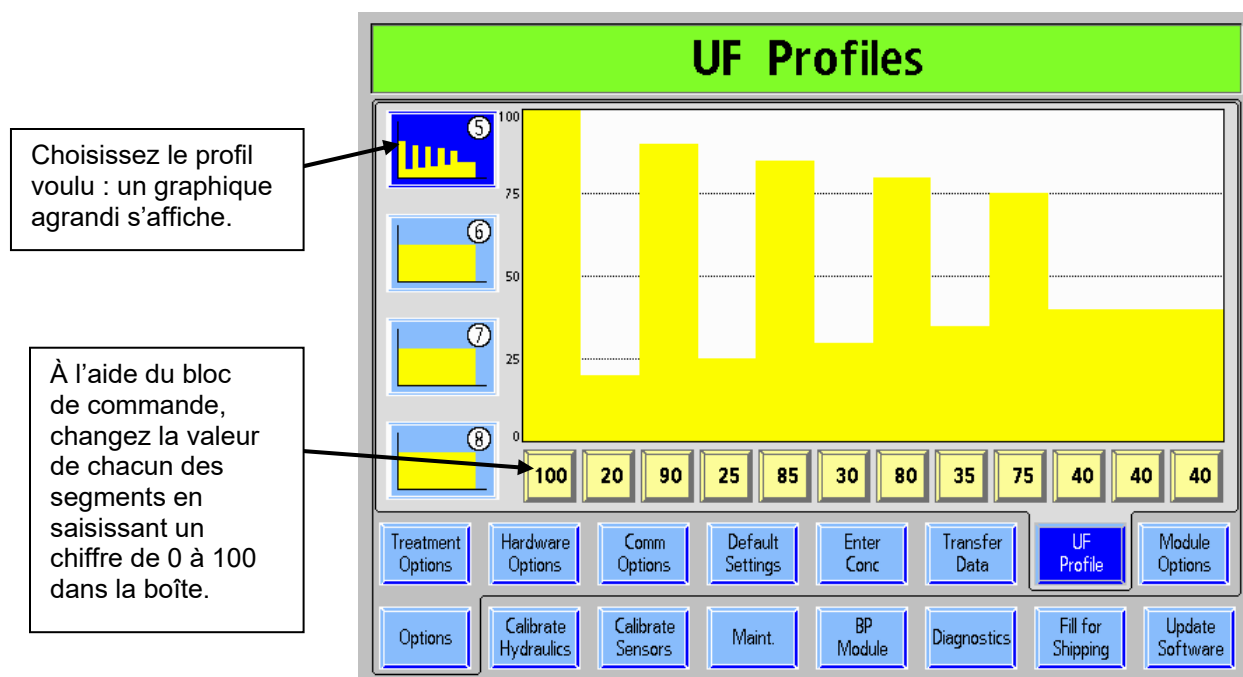 UF Profiles
Choisissez le profil
voulu : un graphique
agrandi s’affiche.
À l’aide du bloc
de commande,
changez la valeur
de chacun des
segments en
saisissant un
chiffre de 0 à 100
dans la boîte.
5
6
7
8
100
75
50
25
0
100 20 90 25 85 30 80 35 75 40 40 40
Treatment
Options
Hardware
Options
Comm
Options
Default
Settings
Enter
Conc
Transfer
Data
UF
Profile
Module
Options
Options
Calibrate
Hydraulics
Calibrate
Sensors
Maint.
BP
Module
Diagnostics
Fill for
Shipping
Update
Software